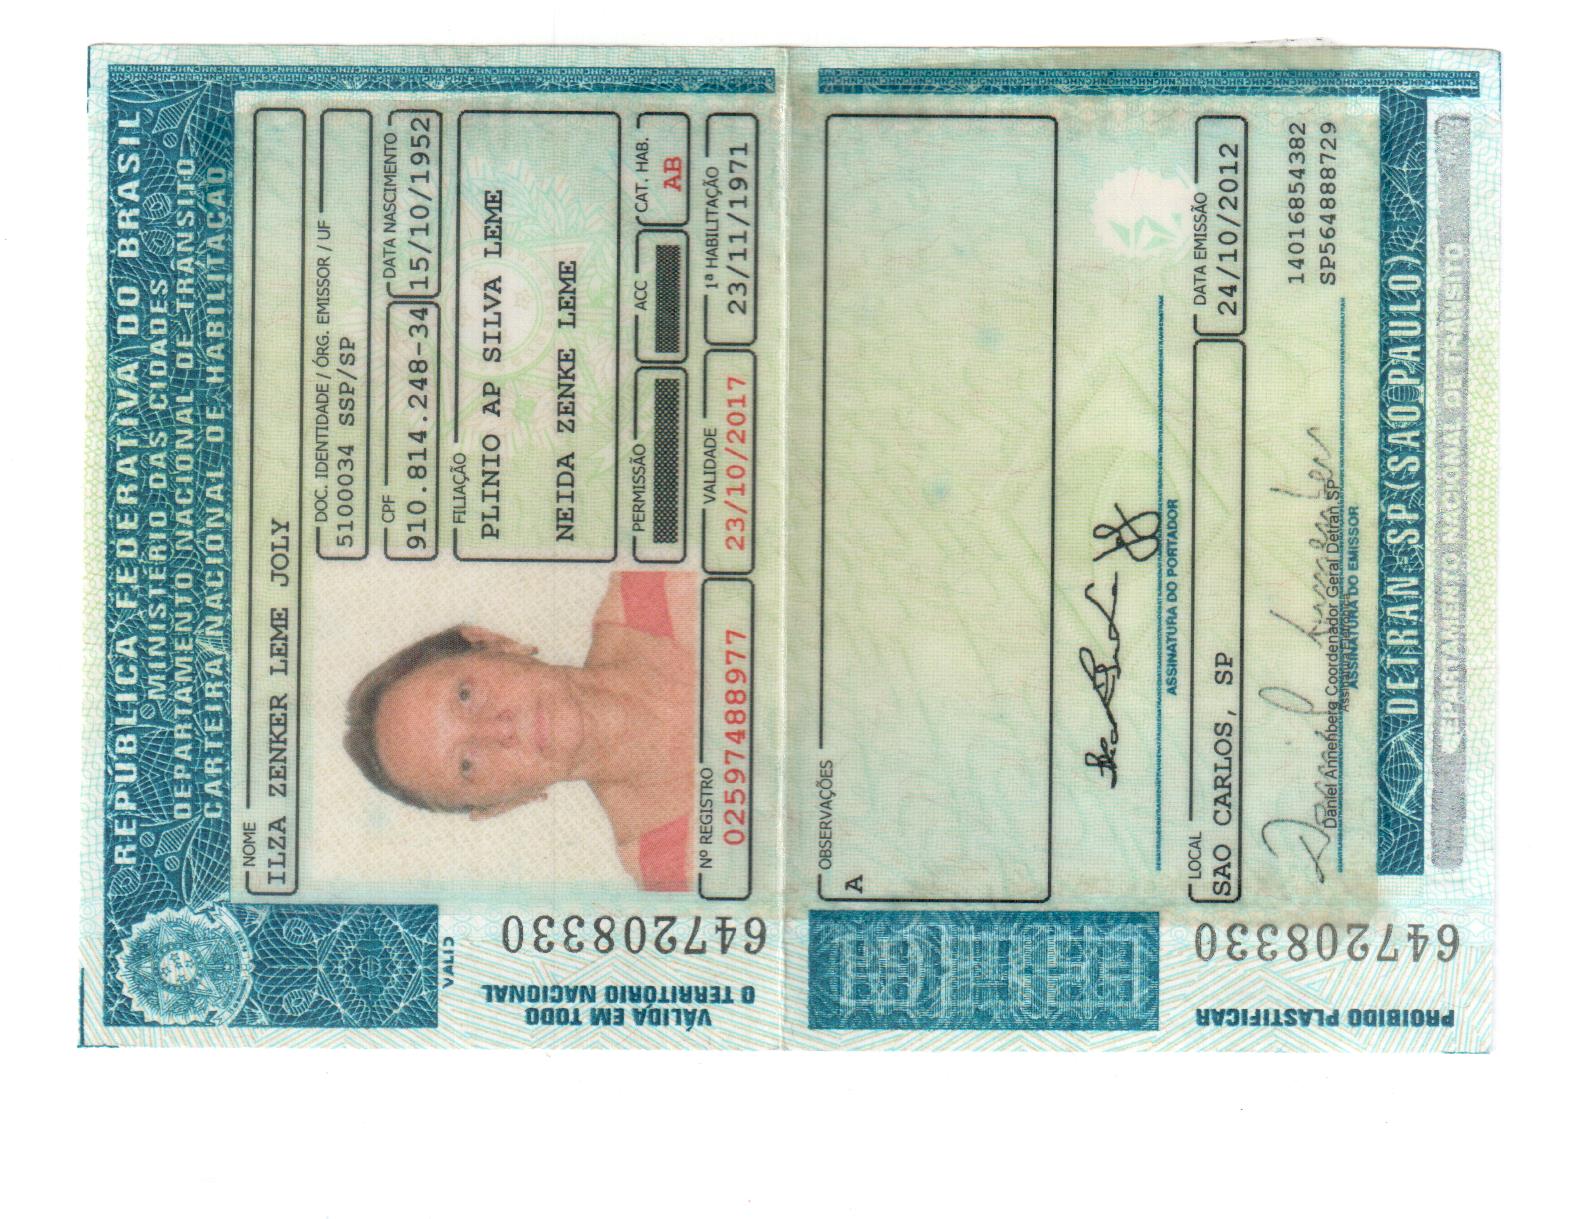 REPÚBLICA FEDERATIVA DO BRASIL
MINISTÉRIO DAS CIDADES
DEPARTAMENTO NACIONAL DE TRÂNSITO
CARTEIRA NACIONAL DE HABILITAÇÃO
NOME
ILZA ZENKER LEME JOLY
DOC. IDENTIDADE / ÓRG. EMISSOR / UF
5100034 SSP/SP
CPF DATA NASCIMENTO
910.814.248-34 15/10/1952
FILIAÇÃO
PLINIO AP SILVA LEME
NEIDA ZENKE LEME
PERMISSÃO ACC CAT. HAB.
AB
Nº REGISTRO VALIDADE 1ª HABILITAÇÃO
02597488977 23/10/2017 23/11/1971
VÁLIDA EM TODO
O TERRITÓRIO NACIONAL
647208330
OBSERVAÇÕES
A
ASSINATURA DO PORTADOR
LOCAL DATA EMISSÃO
SAO CARLOS, SP 24/10/2012
14016854382
SP564888729
Daniel Annenberg Coordenador Geral Detran SP
ASSINATURA DO EMISSOR
DETRAN-SP(SAO PAULO)
DEPARTAMENTO NACIONAL DE TRÂNSITO
PROIBIDO PLASTIFICAR
647208330